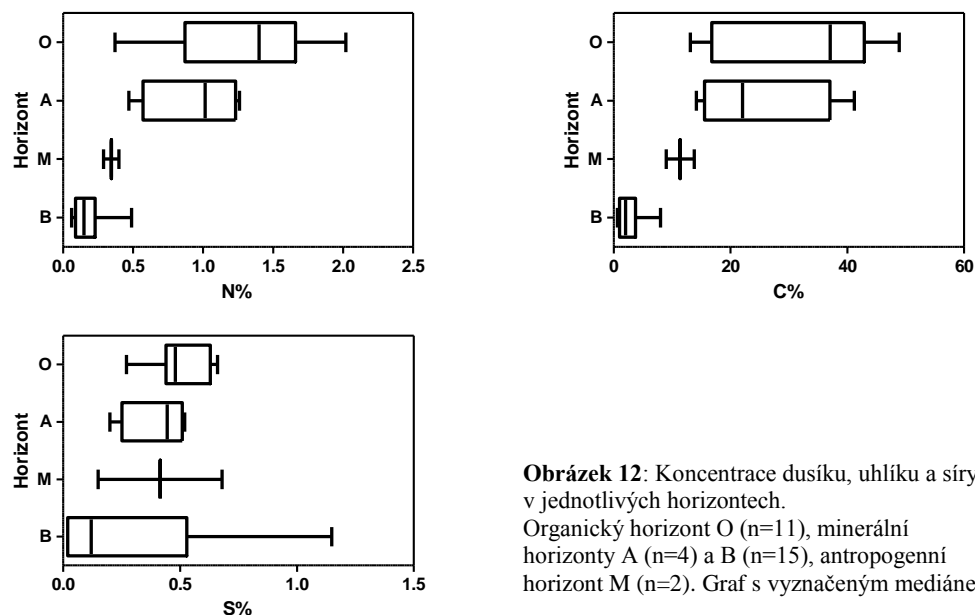 Horizont
O
A
M
B
0.0 0.5 1.0 1.5 2.0 2.5
N%
Horizont
O
A
M
B
0 20 40 60
C%
Horizont
O
A
M
B
0.0 0.5 1.0 1.5
S%
Obrázek 12: Koncentrace dusíku, uhlíku a síry
v jednotlivých horizontech.
Organický horizont O (n=11), minerální
horizonty A (n=4) a B (n=15), antropogenní
horizont M (n=2). Graf s vyznačeným mediáne